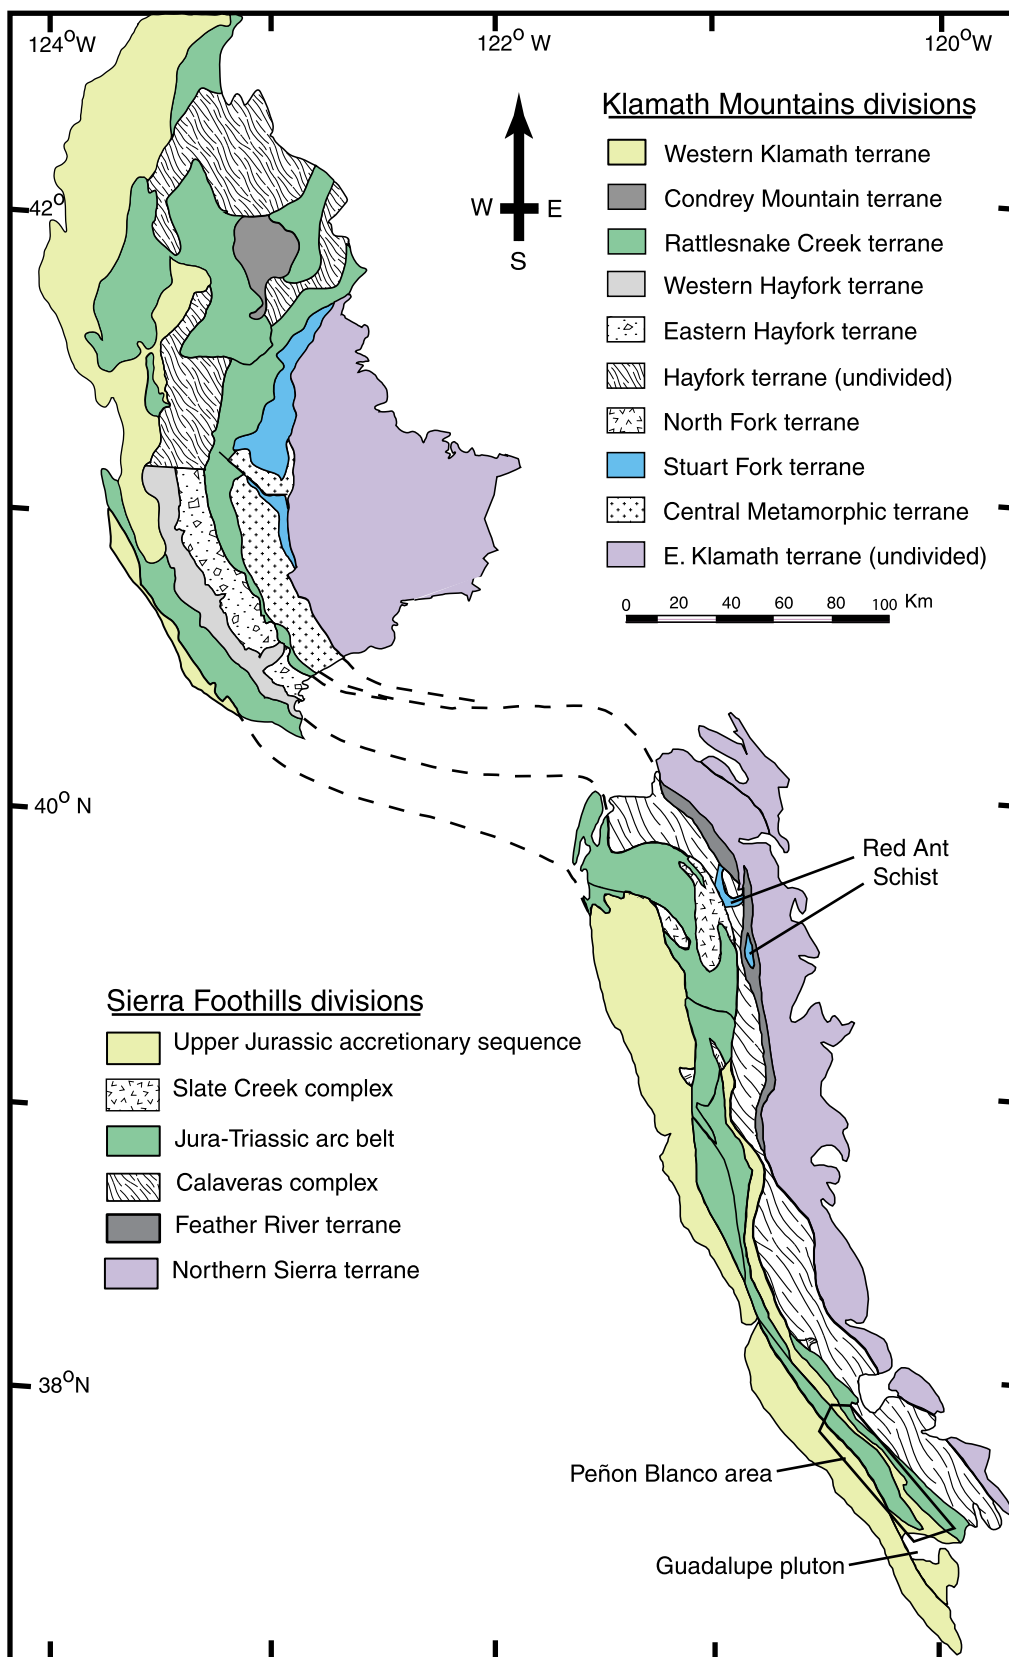 124°W
122° W
120°W
Klamath Mountains divisions
Western Klamath terrane
Condrey Mountain terrane
42°
W E
Rattlesnake Creek terrane
S
Western Hayfork terrane
Eastern Hayfork terrane
Hayfork terrane (undivided)
North Fork terrane
Stuart Fork terrane
Central Metamorphic terrane
E. Klamath terrane (undivided)
0 20 40 60 80 100 Km
40° N
Red Ant
Schist
Sierra Foothills divisions
Upper Jurassic accretionary sequence
Slate Creek complex
Jura-Triassic arc belt
Calaveras complex
Feather River terrane
Northern Sierra terrane
38°N
Peñon Blanco area
Guadalupe pluton